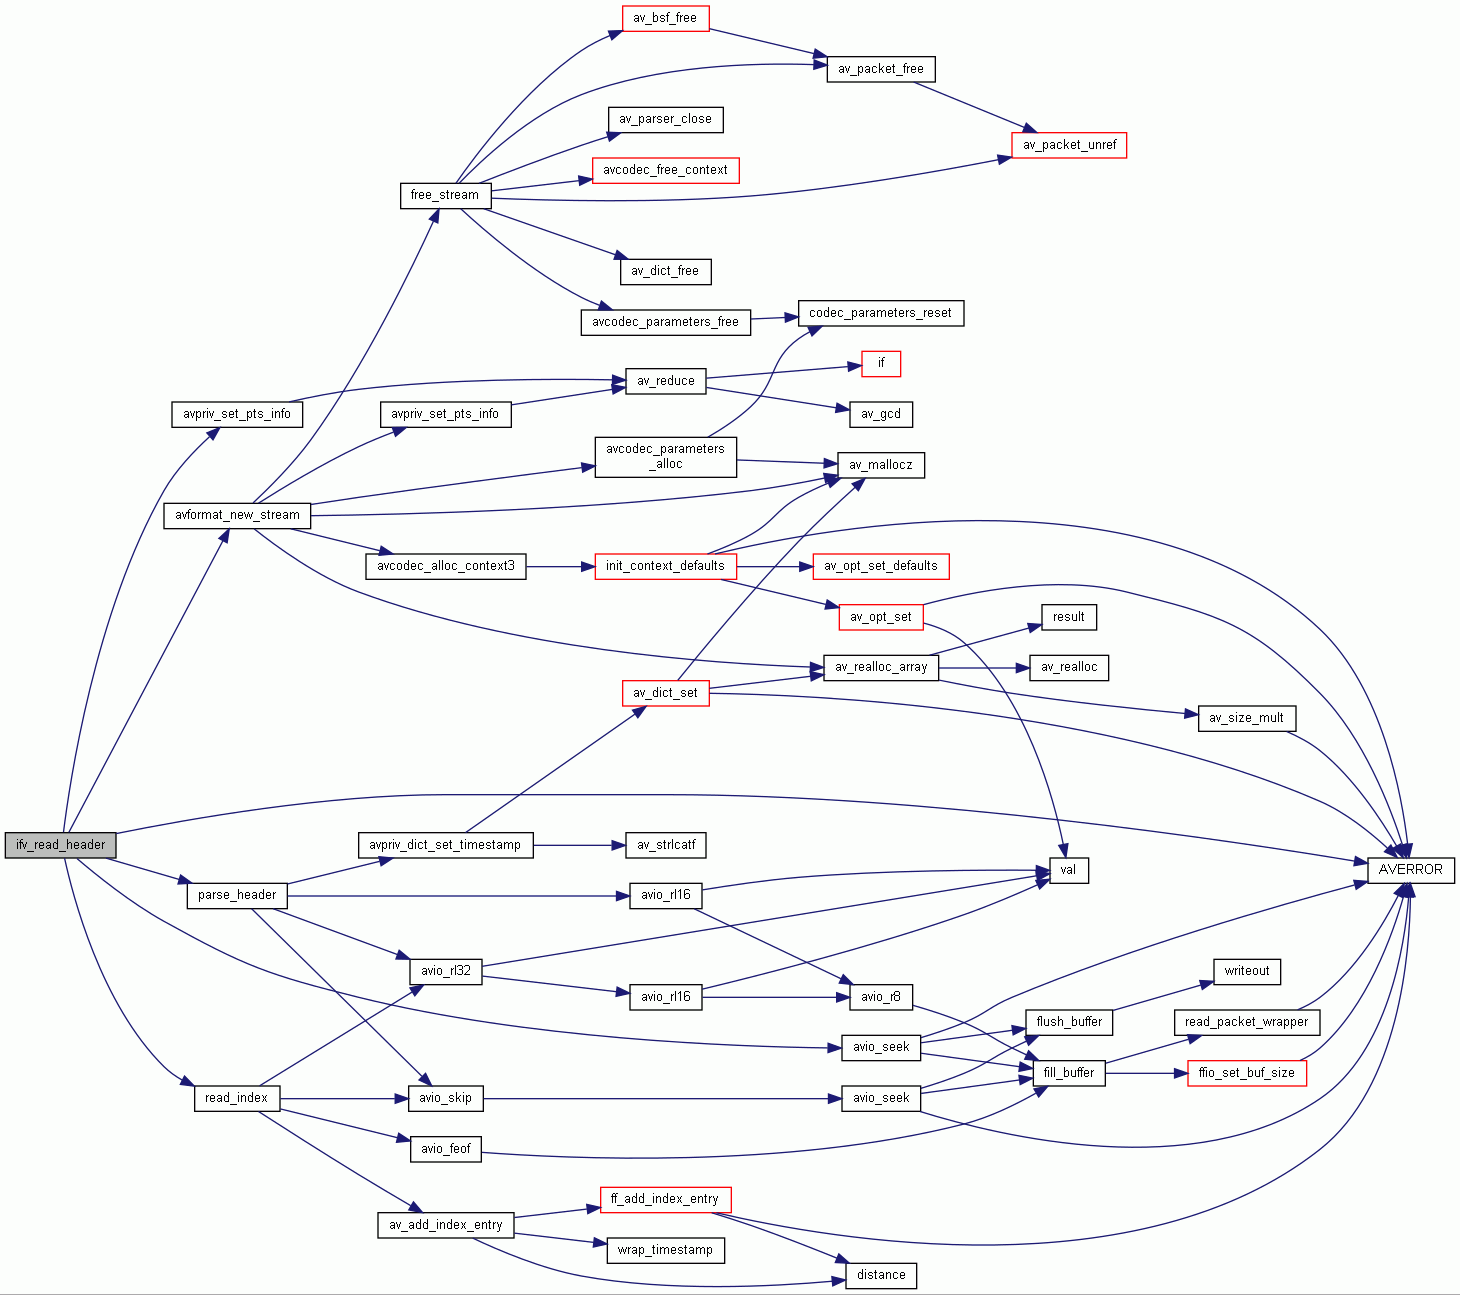 av_bsf_free
av_packet_free
av_parser_close
av_packet_unref
avcodec_free_context
free_stream
av_dict_free
codec_parameters_reset
avcodec_parameters_free
if
av_reduce
avpriv_set_pts_info
avpriv_set_pts_info
av_gcd
avcodec_parameters
_alloc
av_mallocz
avformat_new_stream
avcodec_alloc_context3
init_context_defaults
av_opt_set_defaults
av_opt_set
result
av_realloc_array
av_realloc
av_dict_set
av_size_mult
ifv_read_header
avpriv_dict_set_timestamp
av_strlcatf
val
AVERROR
parse_header
avio_rl16
avio_rl32
writeout
avio_rl16
avio_r8
flush_buffer
read_packet_wrapper
avio_seek
fill_buffer
ffio_set_buf_size
read_index
avio_skip
avio_seek
avio_feof
ff_add_index_entry
av_add_index_entry
wrap_timestamp
distance